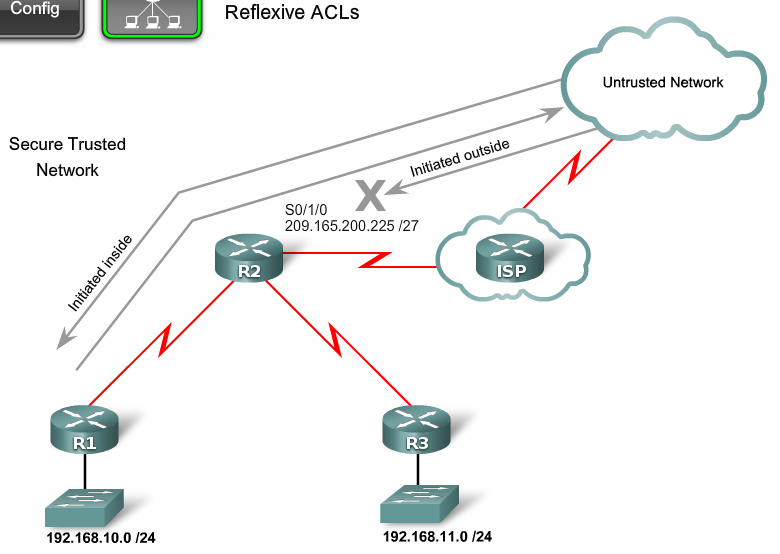 Config
Reflexive ACLs
Untrusted Network
Secure Trusted
Network
Initiated outside
S0/1/0
209.165.200.225 /27
Initiated inside
R2
ISP
R1
R3
192.168.10.0 /24
192.168.11.0 /24